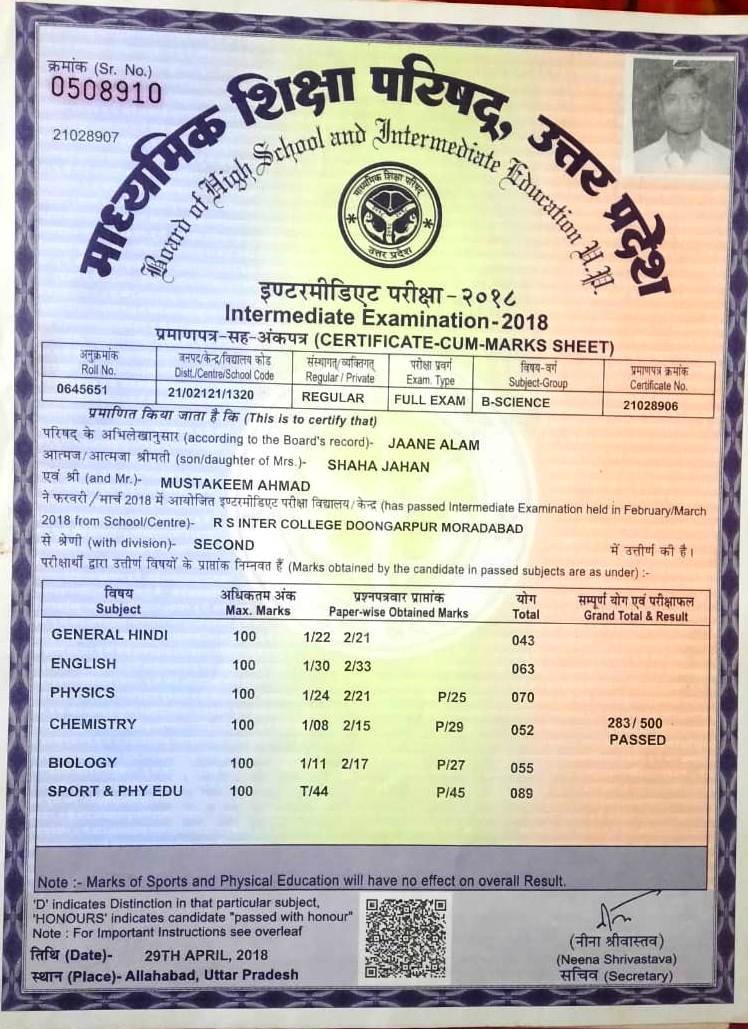 क्रमांक (Sr. No.)
0508910
21028907
माध्यमिक शिक्षा परिषद्, उत्तर प्रदेश
Board of High School and Intermediate Education U.P.
माध्यमिक शिक्षा परिषद्
उत्तर प्रदेश
इण्टरमीडिएट परीक्षा - २०१८
Intermediate Examination-2018
प्रमाणपत्र-सह-अंकपत्र (CERTIFICATE-CUM-MARKS SHEET)
अनुक्रमांक जनपद/केन्द्र/विद्यालय कोड संस्थागत/व्यक्तिगत परीक्षा प्रवर्ग विषय-वर्ग प्रमाणपत्र क्रमांक
Roll No. Distt./Centre/School Code Regular / Private Exam. Type Subject-Group Certificate No.
0645651 21/02121/1320 REGULAR FULL EXAM B-SCIENCE 21028906
प्रमाणित किया जाता है कि (This is to certify that)
परिषद के अभिलेखानुसार (according to the Board's record)- JAANE ALAM
आत्मज/आत्मजा श्रीमती (son/daughter of Mrs.)- SHAHA JAHAN
एवं श्री (and Mr.)- MUSTAKEEM AHMAD
ने फरवरी/मार्च 2018 में आयोजित इण्टरमीडिएट परीक्षा विद्यालय/केन्द्र (has passed Intermediate Examination held in February/March
2018 from School/Centre)- R S INTER COLLEGE DOONGARPUR MORADABAD
से श्रेणी (with division)- SECOND में उत्तीर्ण की है।
परीक्षार्थी द्वारा उत्तीर्ण विषयों के प्राप्तांक निम्नवत हैं (Marks obtained by the candidate in passed subjects are as under) :-
विषय अधिकतम अंक प्रश्नपत्रवार प्राप्तांक योग सम्पूर्ण योग एवं परीक्षाफल
Subject Max. Marks Paper-wise Obtained Marks Total Grand Total & Result
GENERAL HINDI 100 1/22 2/21 043
ENGLISH 100 1/30 2/33 063
PHYSICS 100 1/24 2/21 P/25 070
CHEMISTRY 100 1/08 2/15 P/29 052 283/500
PASSED
BIOLOGY 100 1/11 2/17 P/27 055
SPORT & PHY EDU 100 T/44 P/45 089
Note :- Marks of Sports and Physical Education will have no effect on overall Result.
'D' indicates Distinction in that particular subject,
'HONOURS' indicates candidate "passed with honour"
Note : For Important Instructions see overleaf
तिथि (Date)- 29TH APRIL, 2018
स्थान (Place)- Allahabad, Uttar Pradesh
(नीना श्रीवास्तव)
(Neena Shrivastava)
सचिव (Secretary)